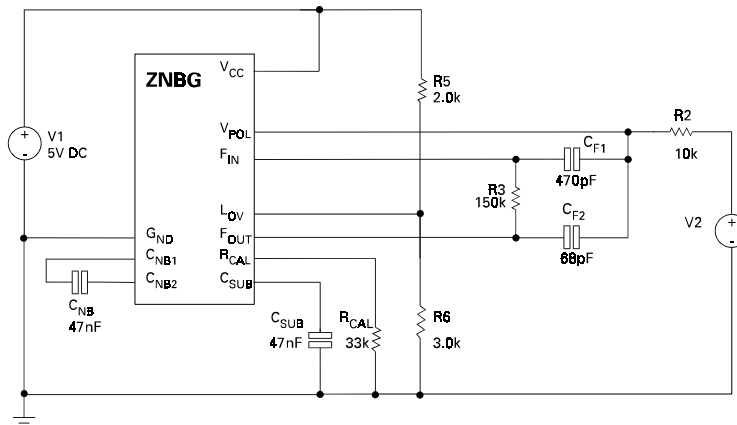 ZNBG
VCC
R5
2.0k
V1
5V DC
+
-
VPOL
R2
10k
FIN
CF1
470pF
R3
150k
LOV
CF2
68pF
V2
+
-
GND
FOUT
CNB1
RCAL
CNB2
CSUB
CNB
47nF
CSUB
47nF
RCAL
33k
R6
3.0k